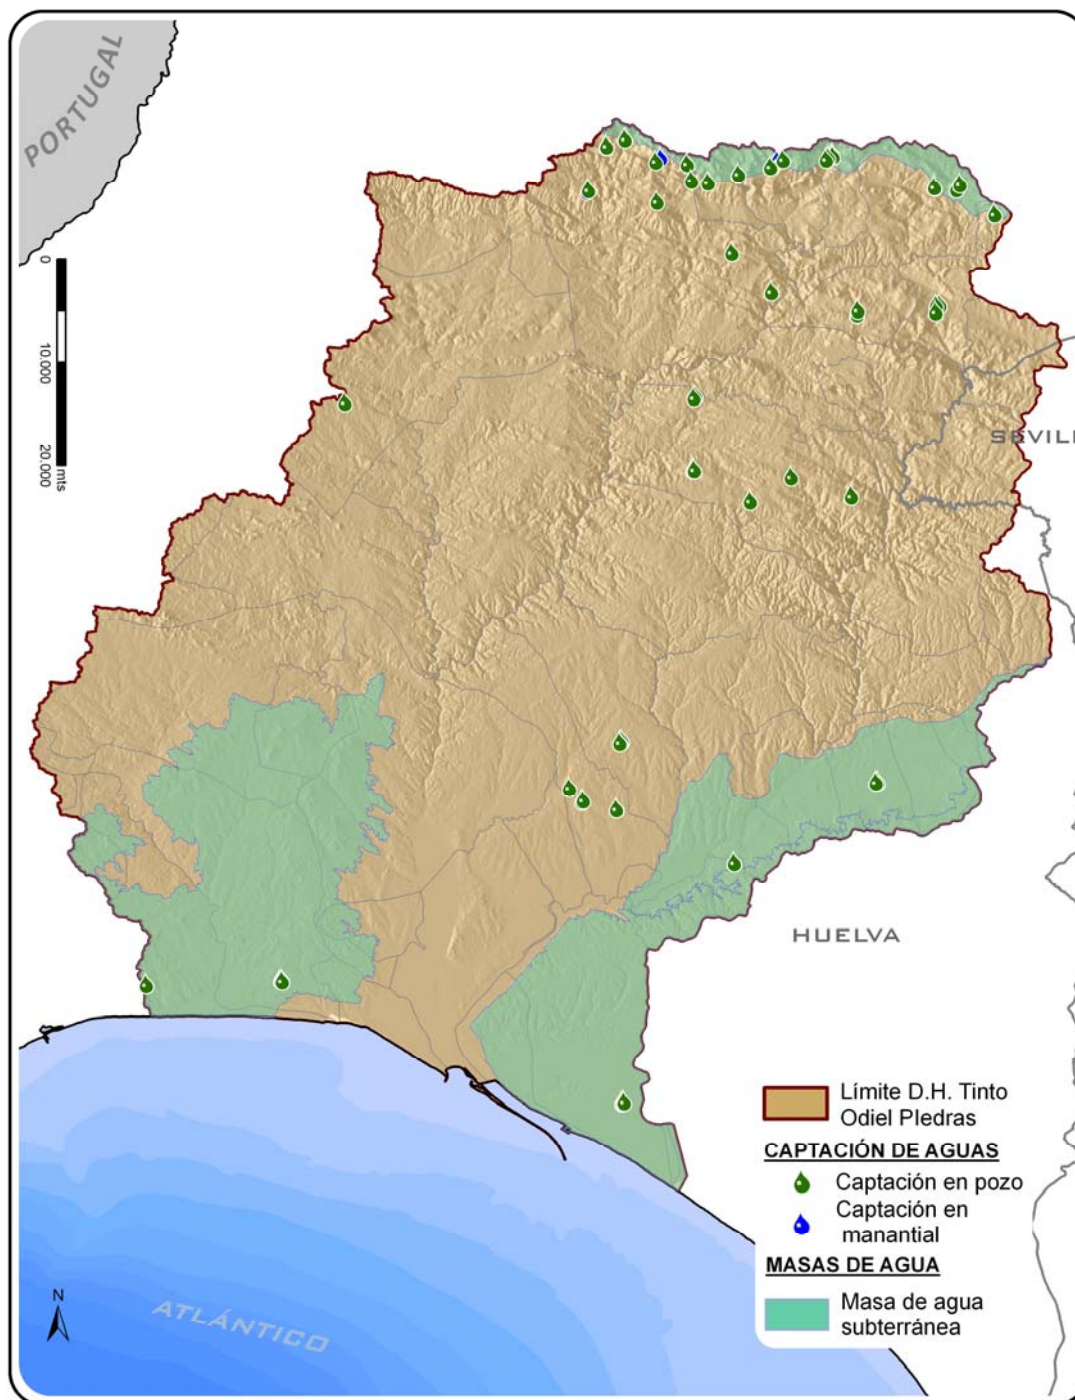 PORTUGAL
0
10.000
20.000
mts
SEVILL
HUELVA
Límite D.H. Tinto
Odiel Piedras
CAPTACIÓN DE AGUAS
Captación en pozo
Captación en
manantial
MASAS DE AGUA
Masa de agua
subterránea
N
ATLÁNTICO